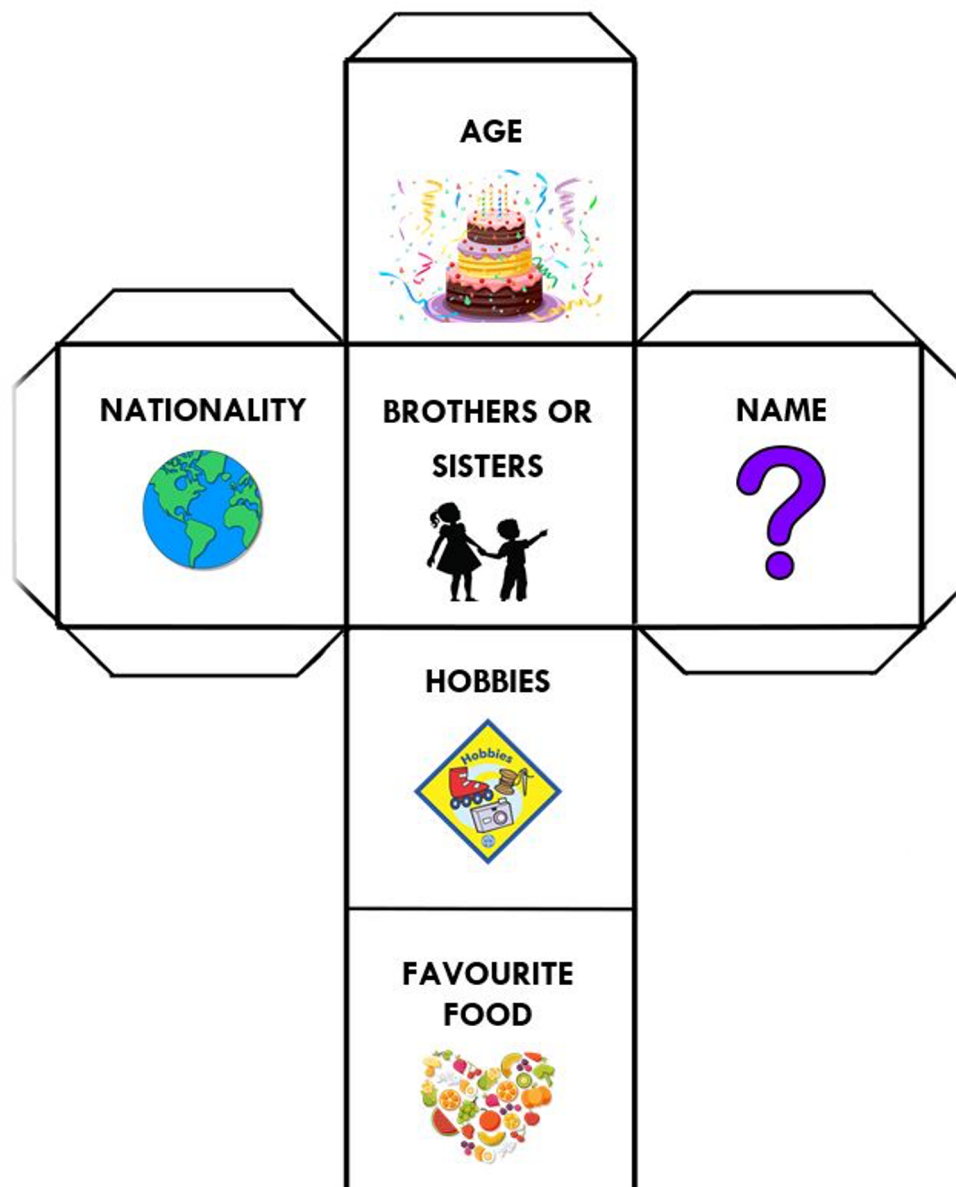 AGE
NATIONALITY
BROTHERS OR
SISTERS
NAME
HOBBIES
Hobbies
FAVOURITE
FOOD